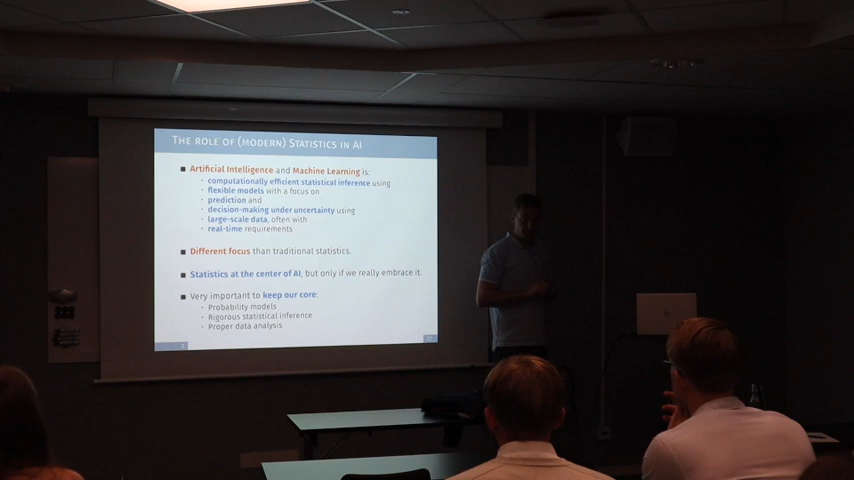 THE ROLE OF (MODERN) STATISTICS IN AI
Artificial Intelligence and Machine Learning is:
computationally efficient statistical inference using
flexible models with a focus on
prediction and
decision-making under uncertainty using
large-scale data, often with
real-time requirements
Different focus than traditional statistics.
Statistics at the center of AI, but only if we really embrace it.
Very important to keep our core:
Probability models
Rigorous statistical inference
Proper data analysis